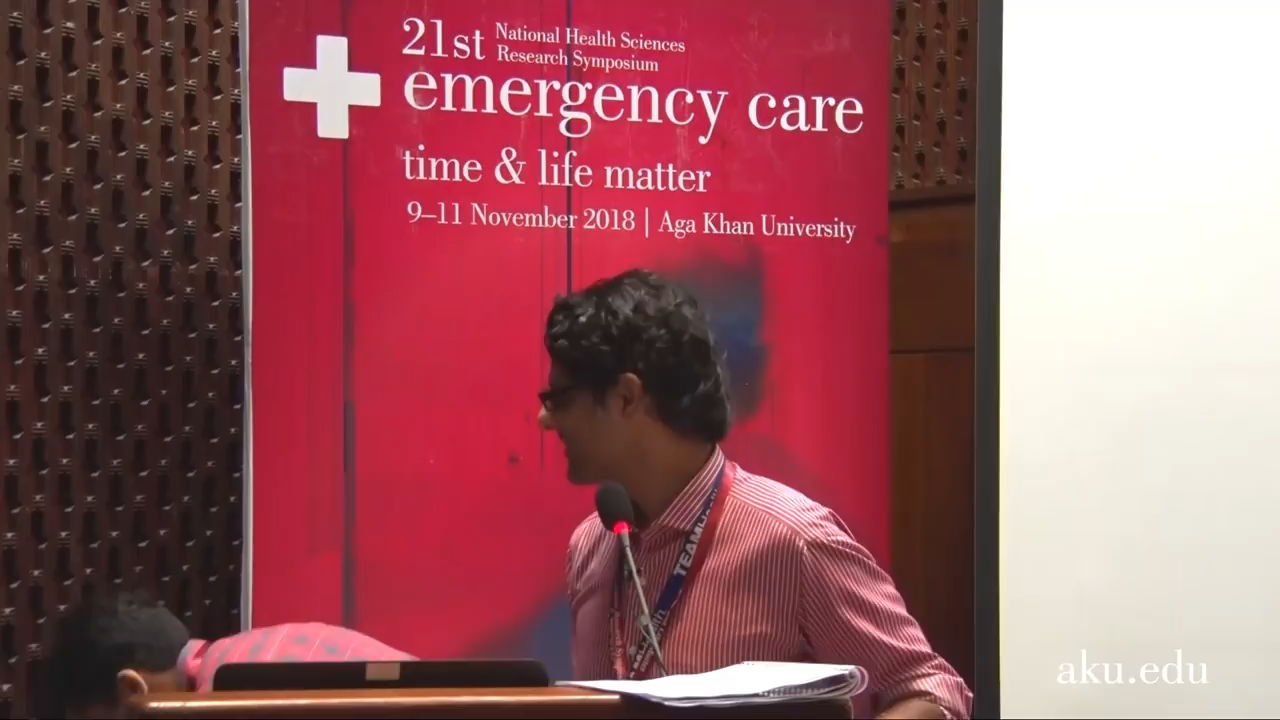 21st National Health Sciences
Research Symposium
emergency care
time & life matter
9–11 November 2018 | Aga Khan University
TEAMHealth
aku.edu